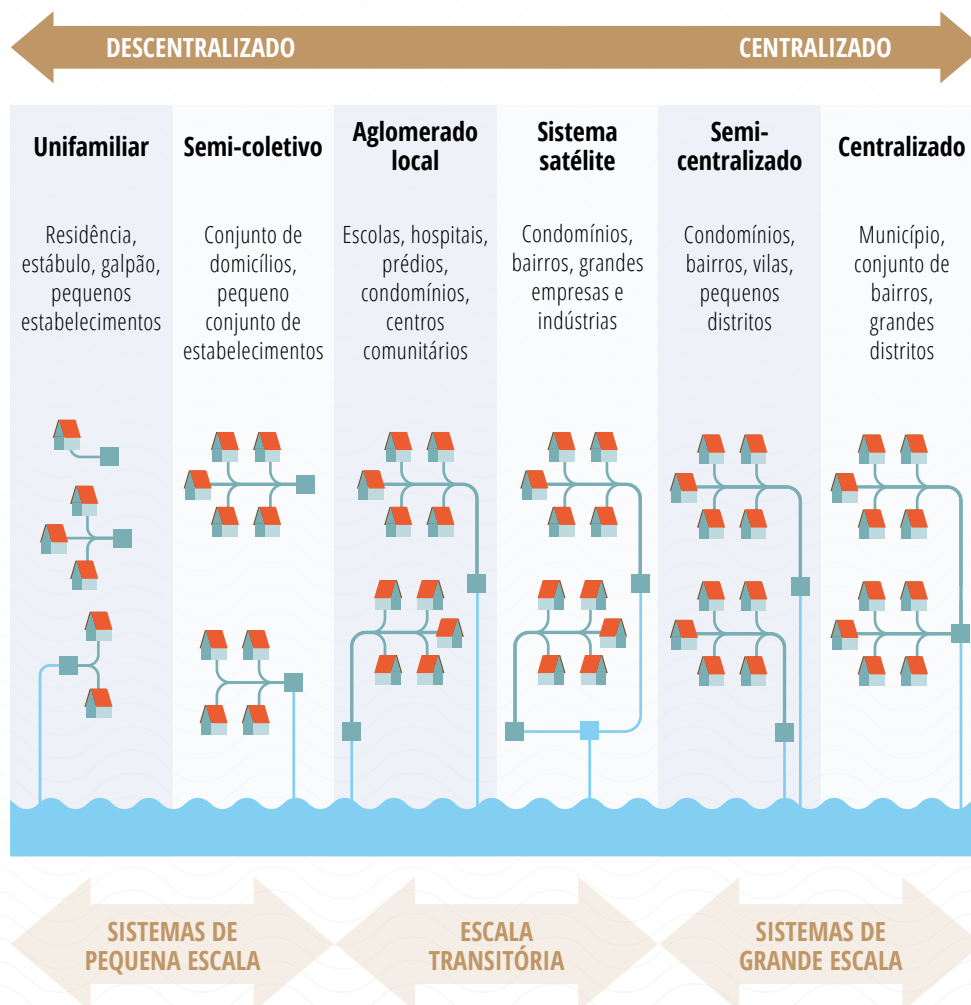 DESCENTRALIZADO
CENTRALIZADO
Unifamiliar
Residência,
estábulo, galpão,
pequenos
estabelecimentos
Semi-coletivo
Conjunto de
domicílios,
pequeno
conjunto de
estabelecimentos
Aglomerado
local
Escolas, hospitais,
prédios,
condomínios,
centros
comunitários
Sistema
satélite
Condomínios,
bairros, grandes
empresas e
indústrias
Semi-
centralizado
Condomínios,
bairros, vilas,
pequenos
distritos
Centralizado
Município,
conjunto de
bairros,
grandes
distritos
SISTEMAS DE
PEQUENA ESCALA
ESCALA
TRANSITÓRIA
SISTEMAS DE
GRANDE ESCALA